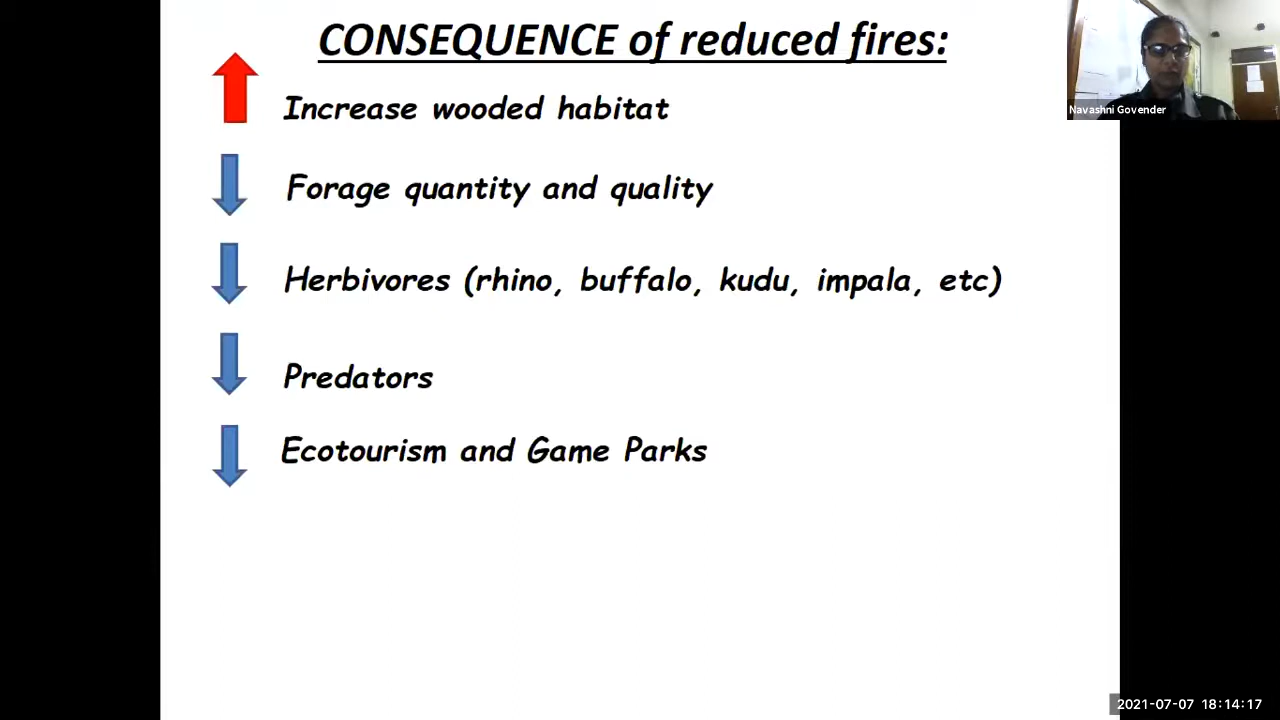 CONSEQUENCE of reduced fires:
Increase wooded habitat
Navashni Govender
Forage quantity and quality
Herbivores (rhino, buffalo, kudu, impala, etc)
Predators
Ecotourism and Game Parks
2021-07-07 18:14:17